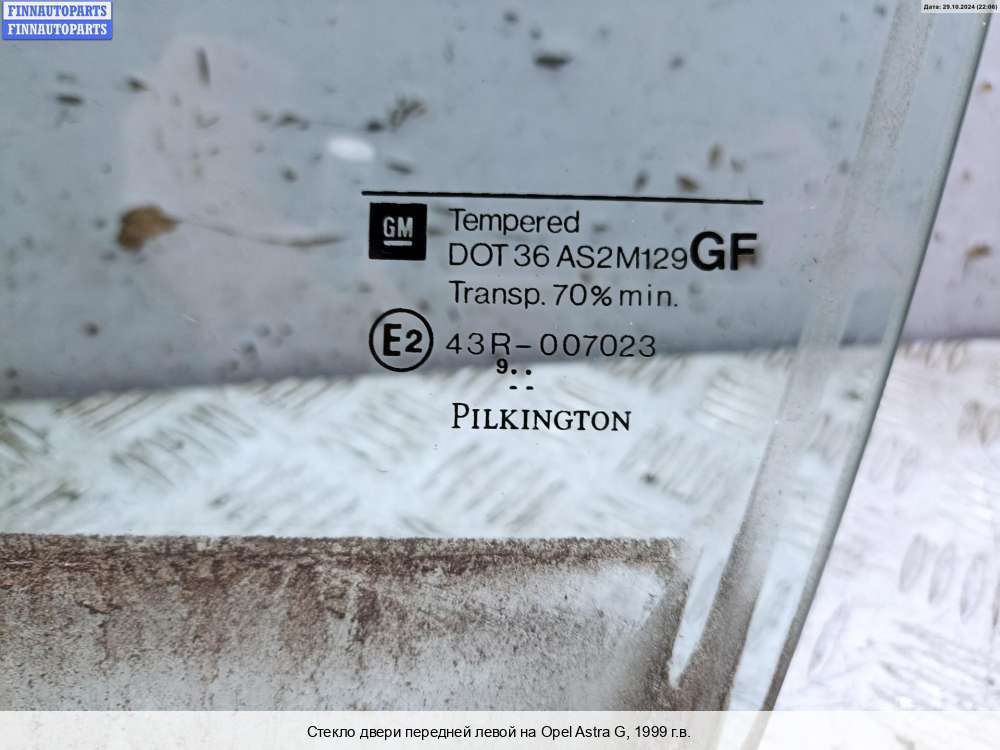 FINNAUTOPARTS
FINNAUTOPARTS
Дата: 29.10.2024 (22:06)
GM
Tempered
DOT 36 AS2M129 GF
Transp. 70% min.
E2 43R-007023
9..
--
PILKINGTON
Стекло двери передней левой на Opel Astra G, 1999 г.в.